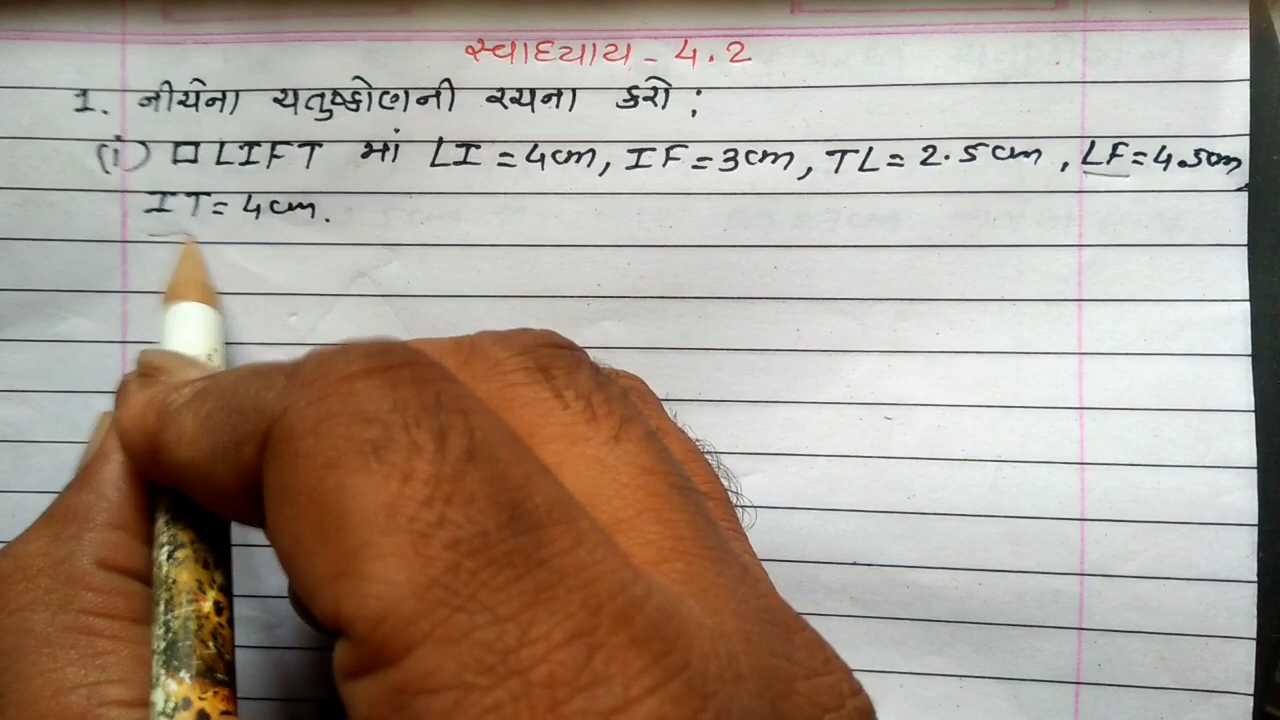 સ્વાધ્યાય - 4.2
1. નીચેના ચતુષ્કોણની રચના કરો :
(i) □LIFT માં LI = 4cm, IF = 3cm, TL = 2.5cm, LF = 4.5cm,
IT = 4cm.